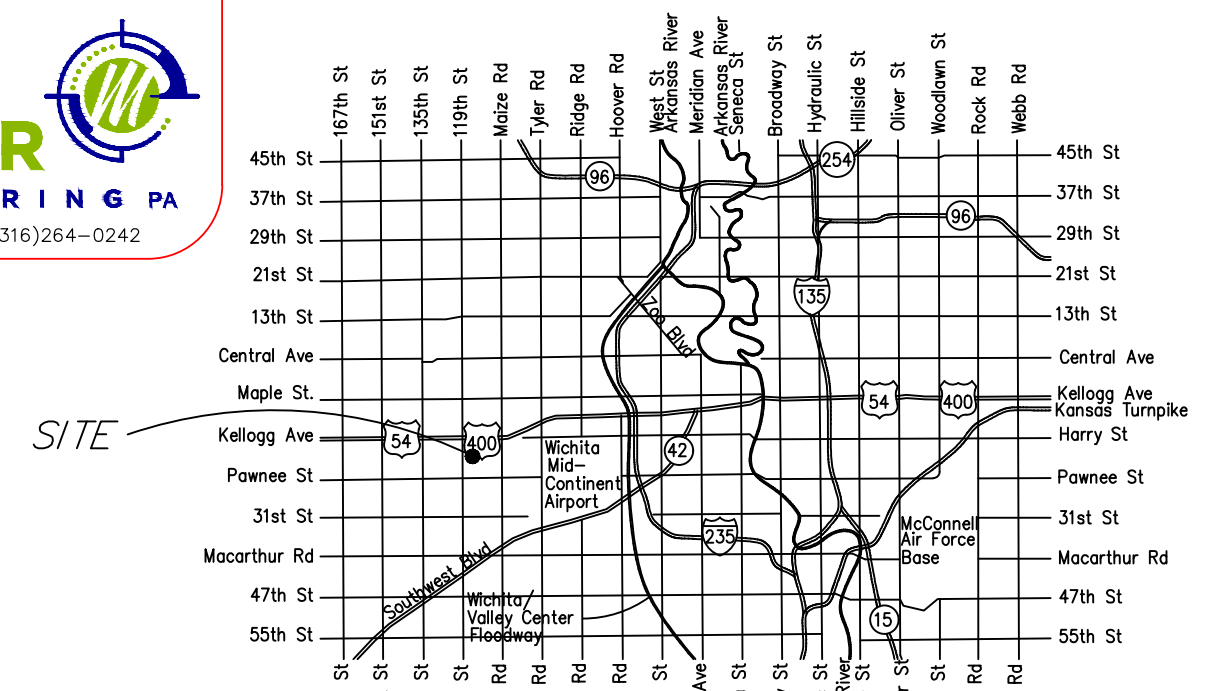 R
RING PA
316)264-0242
167th St
151st St
135th St
119th St
Maize Rd
Tyler Rd
Ridge Rd
Hoover Rd
West St
Arkansas River
Meridian Ave
Arkansas River
Seneca St
Broadway St
Hydraulic St
Hillside St
Oliver St
Woodlawn St
Rock Rd
Webb Rd
45th St
254
45th St
96
37th St
37th St
96
29th St
29th St
21st St
21st St
135
13th St
Zoo Blvd
13th St
Central Ave
Central Ave
Maple St.
54
400
Kellogg Ave
Kansas Turnpike
SITE
Kellogg Ave
54
400
42
Harry St
Wichita
Mid-
Continent
Airport
Pawnee St
Pawnee St
31st St
31st St
235
McConnell
Air Force
Base
Macarthur Rd
Macarthur Rd
Southwest Blvd
47th St
47th St
Wichita/
Valley Center
Floodway
15
55th St
55th St
St
St
St
St
Rd
Rd
Rd
Rd
St
Ave
St
St
St
River
St
r St
St
Rd
Rd